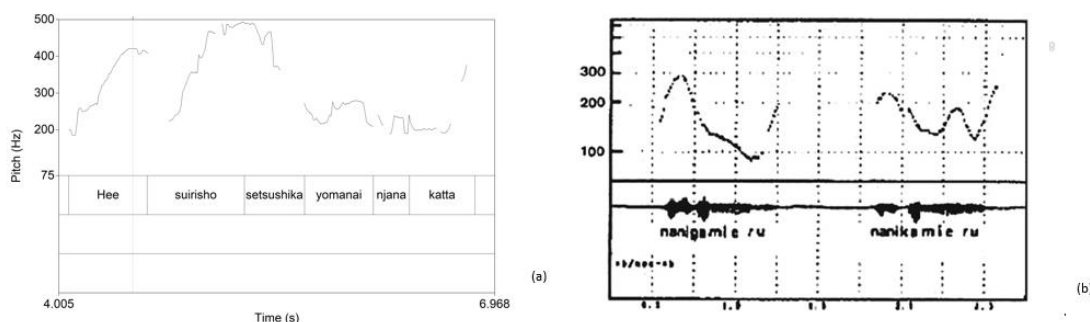 500
400
300
200
75
Pitch (Hz)
Hee suirisho setsushika yomanai njana katta
4.005 6.968
Time (s)
(a)
300
200
100
nanigamie ru nanikamie ru
(b)